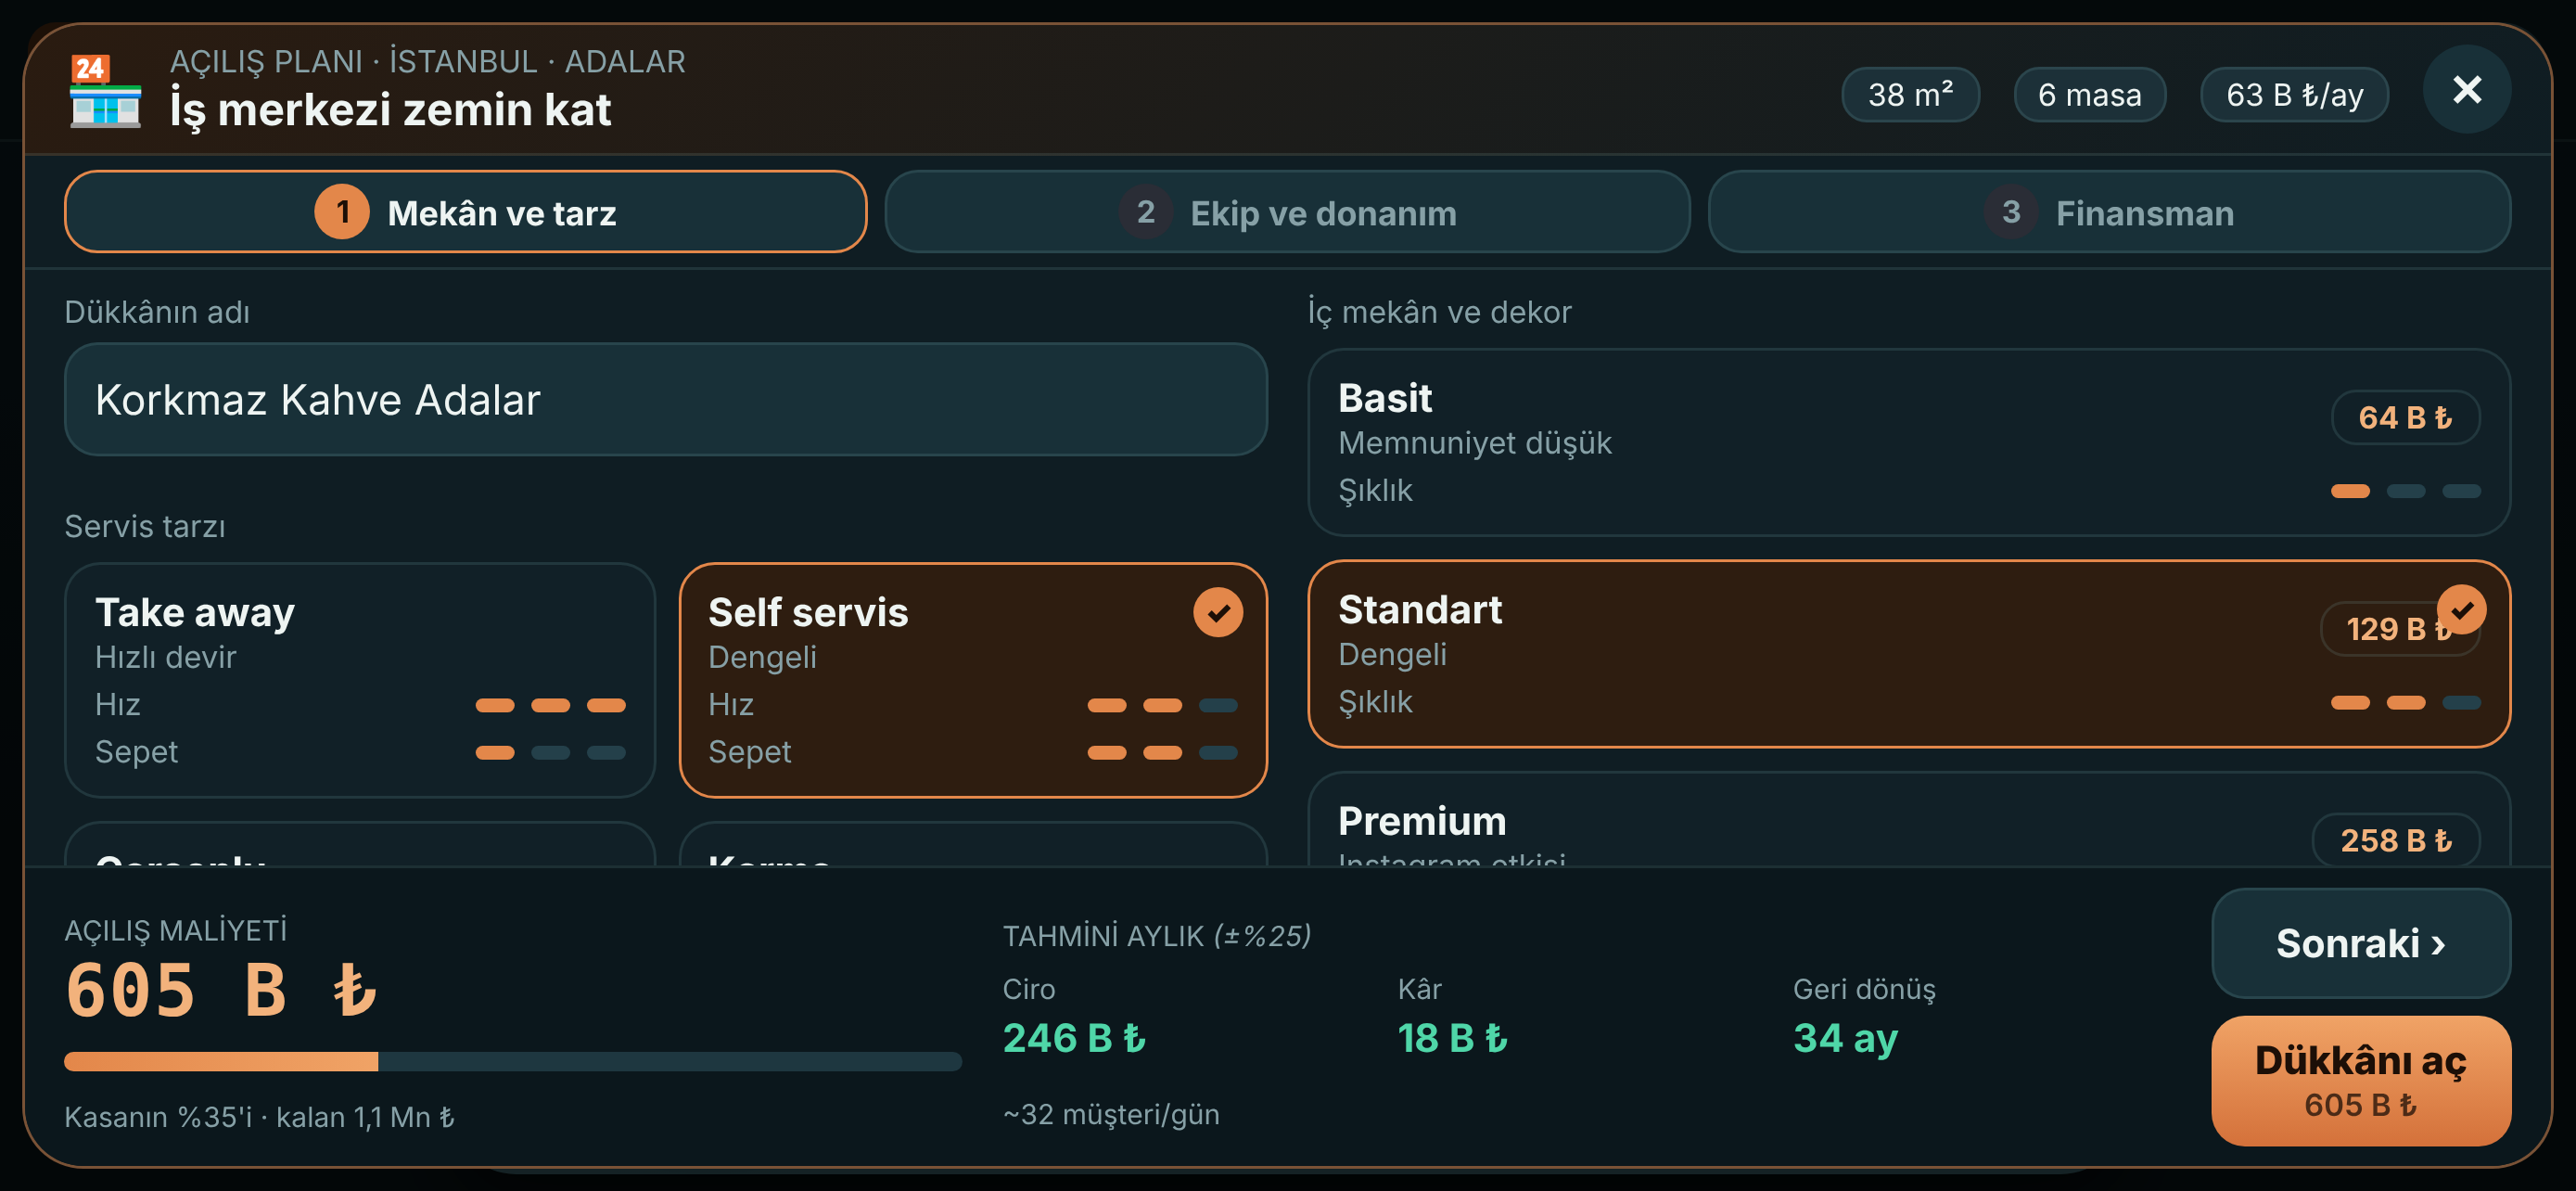 24
AÇILIŞ PLANI · İSTANBUL · ADALAR
İş merkezi zemin kat
38 m²
6 masa
63 B ₺/ay
1 Mekân ve tarz
2 Ekip ve donanım
3 Finansman
Dükkânın adı
Korkmaz Kahve Adalar
Servis tarzı
Take away
Hızlı devir
Hız
Sepet
Self servis
Dengeli
Hız
Sepet
İç mekân ve dekor
Basit
Memnuniyet düşük
Şıklık
64 B ₺
Standart
Dengeli
Şıklık
129 B ₺
Premium
Instagram etkisi
258 B ₺
AÇILIŞ MALİYETİ
605 B ₺
Kasanın %35'i · kalan 1,1 Mn ₺
TAHMİNİ AYLIK (±%25)
Ciro
246 B ₺
Kâr
18 B ₺
Geri dönüş
34 ay
~32 müşteri/gün
Sonraki ›
Dükkânı aç
605 B ₺